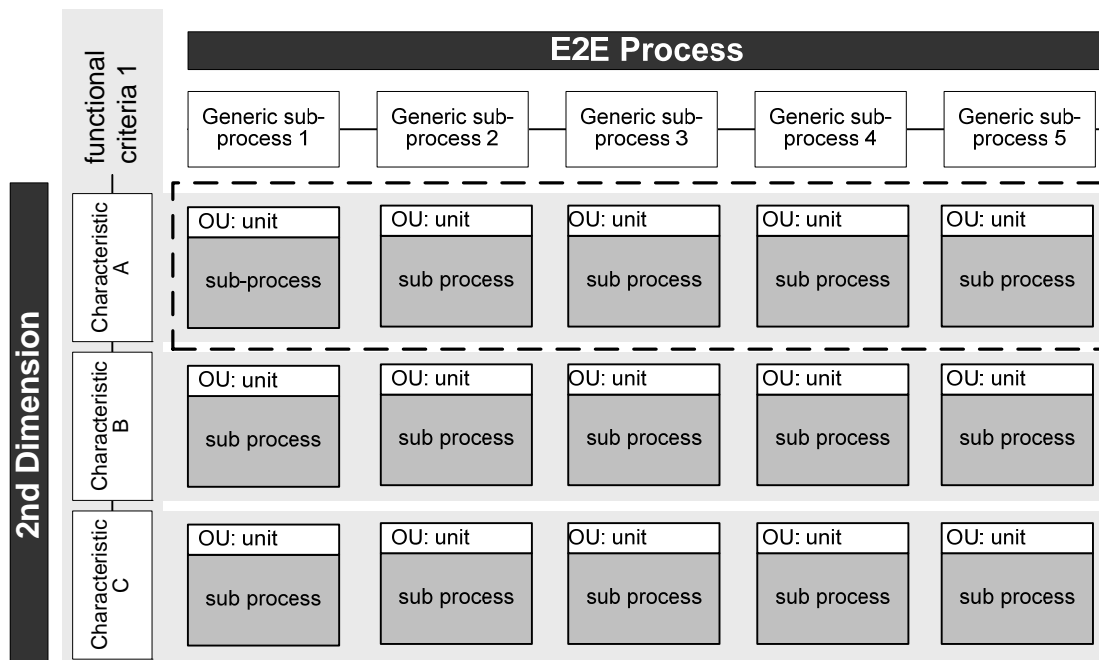 E2E Process
functional
criteria 1
Generic sub-
process 1
Generic sub-
process 2
Generic sub-
process 3
Generic sub-
process 4
Generic sub-
process 5
2nd Dimension
Characteristic
A
OU: unit
sub-process
OU: unit
sub process
OU: unit
sub process
OU: unit
sub process
OU: unit
sub process
Characteristic
B
OU: unit
sub process
OU: unit
sub process
OU: unit
sub process
OU: unit
sub process
OU: unit
sub process
Characteristic
C
OU: unit
sub process
OU: unit
sub process
OU: unit
sub process
OU: unit
sub process
OU: unit
sub process